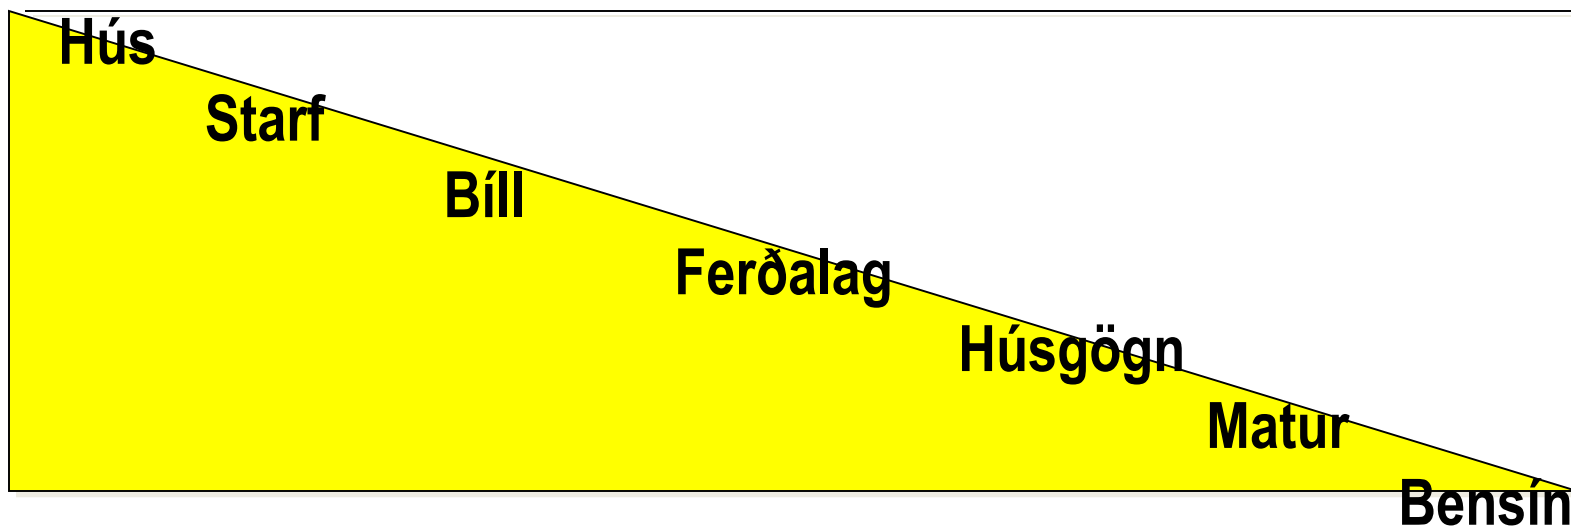 Hús
Starf
Bíll
Ferðalag
Húsgögn
Matur
Bensín